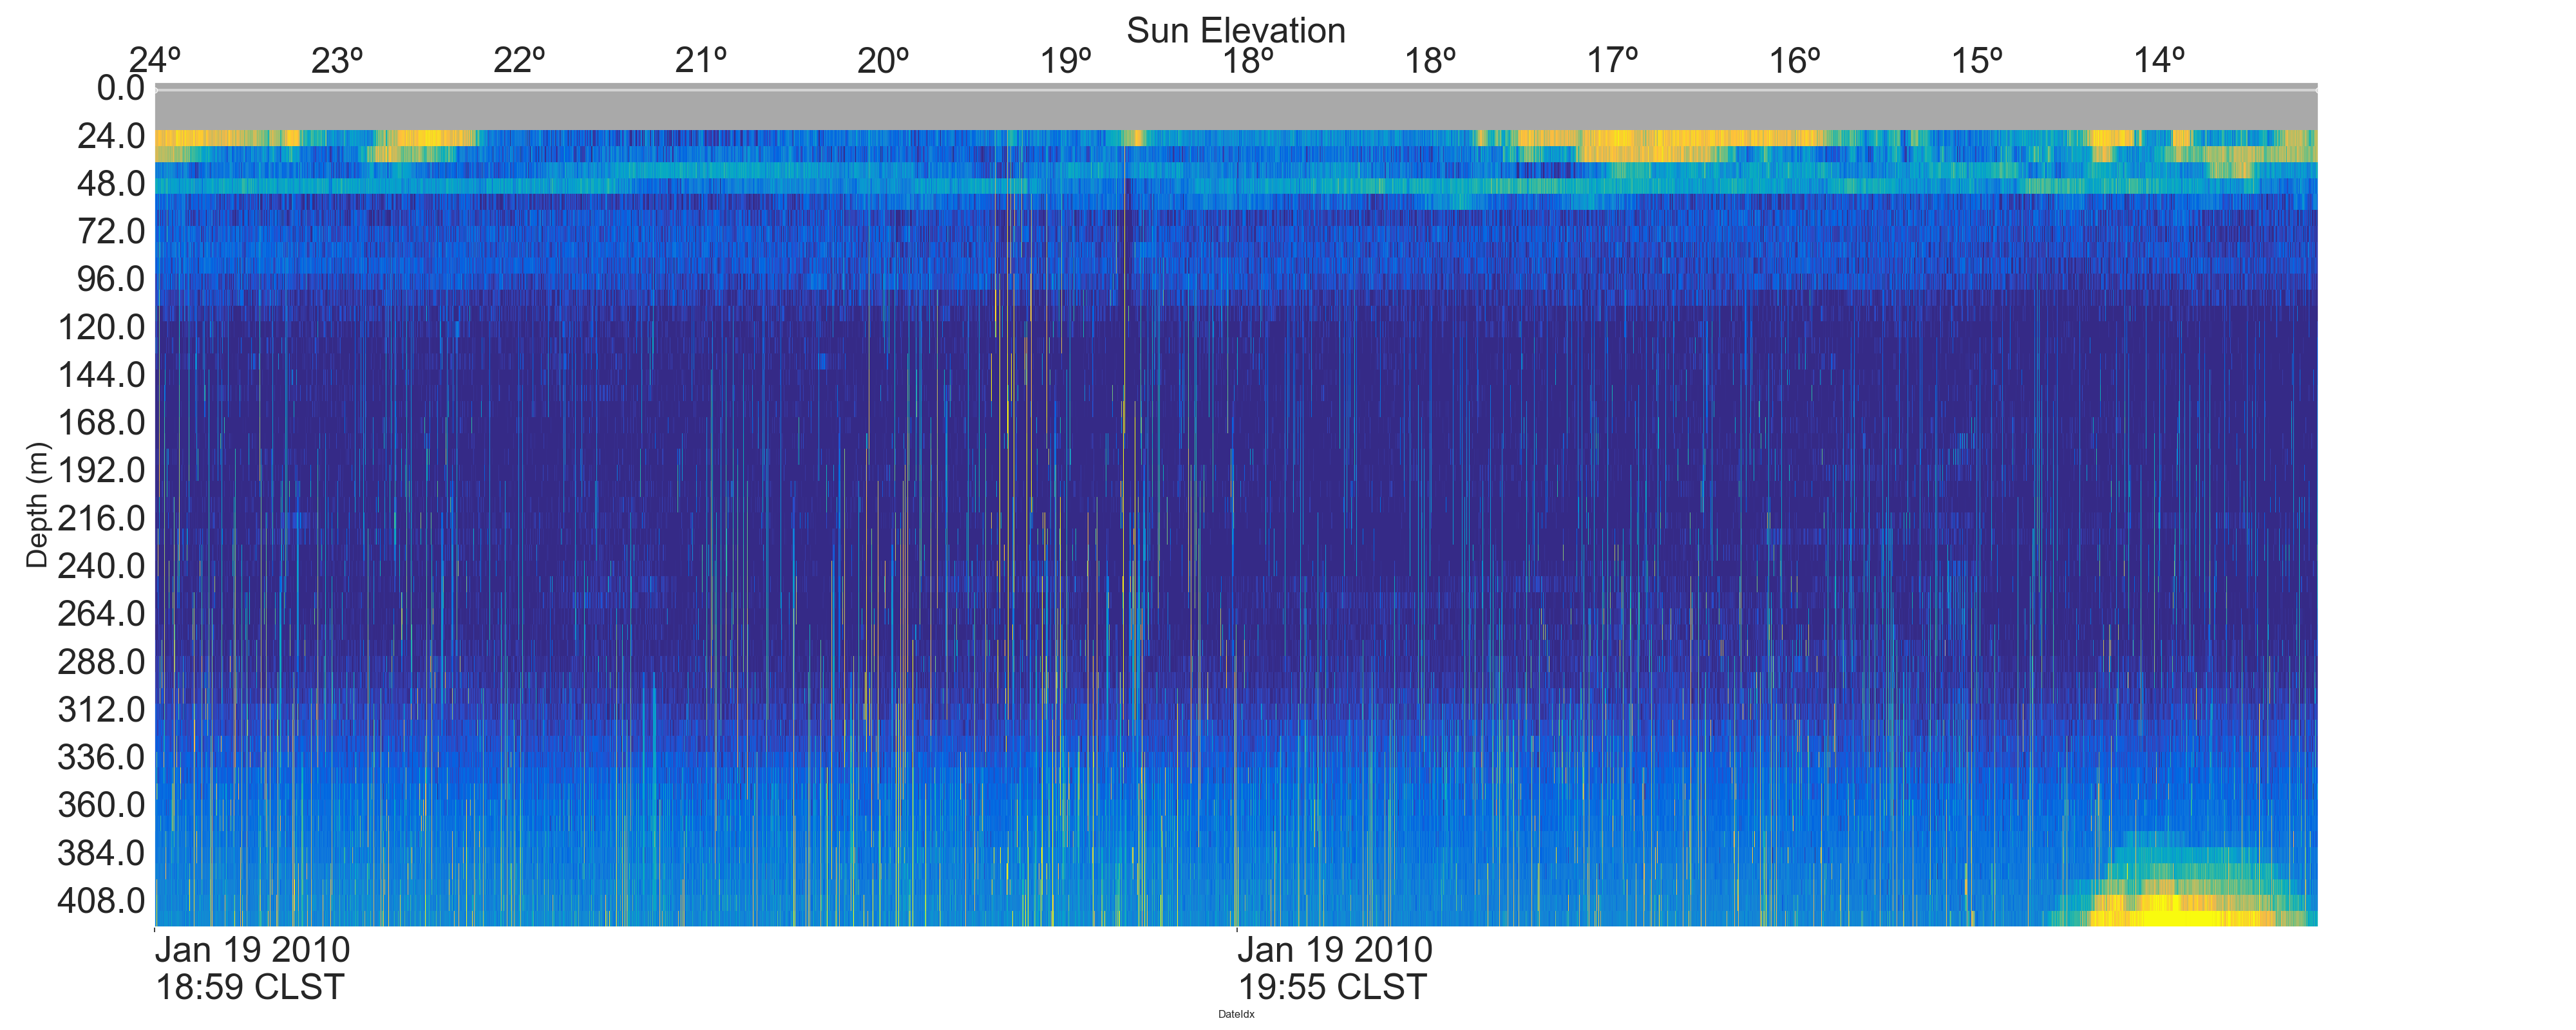 Sun Elevation
24º 23º 22º 21º 20º 19º 18º 18º 17º 16º 15º 14º
0.0
24.0
48.0
72.0
96.0
120.0
144.0
168.0
192.0
216.0
240.0
264.0
288.0
312.0
336.0
360.0
384.0
408.0
Depth (m)
Jan 19 2010
18:59 CLST
Jan 19 2010
19:55 CLST
DateIdx